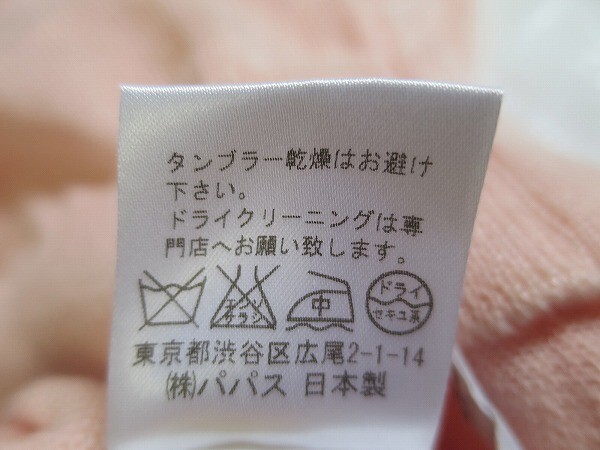 タンブラー乾燥はお避け
下さい。
ドライクリーニングは専
門店へお願い致します。
エンソ
サラシ
中
ドライ
セキユ系
東京都渋谷区広尾2-1-14
(株)パパス 日本製